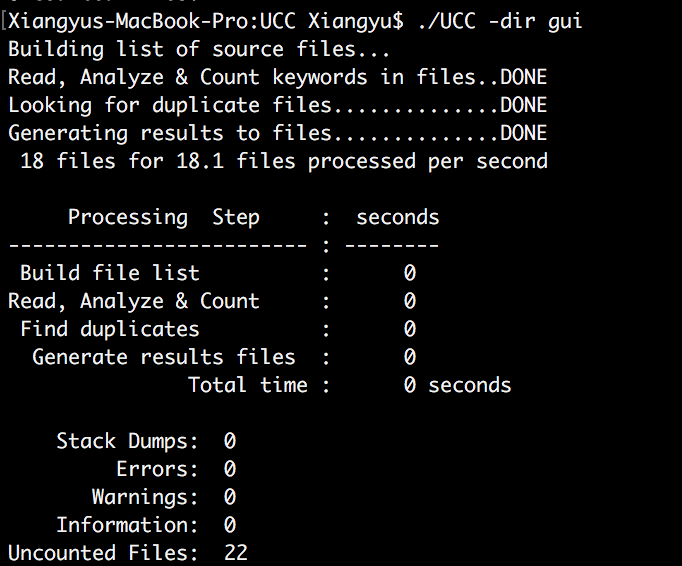 [Xiangyus-MacBook-Pro:UCC Xiangyu$ ./UCC -dir gui
Building list of source files...
Read, Analyze & Count keywords in files..DONE
Looking for duplicate files..............DONE
Generating results to files..............DONE
 18 files for 18.1 files processed per second

     Processing  Step     :  seconds
------------------------- : --------
 Build file list          :      0
Read, Analyze & Count     :      0
 Find duplicates          :      0
  Generate results files  :      0
               Total time :      0 seconds

    Stack Dumps:  0
         Errors:  0
       Warnings:  0
    Information:  0
Uncounted Files:  22